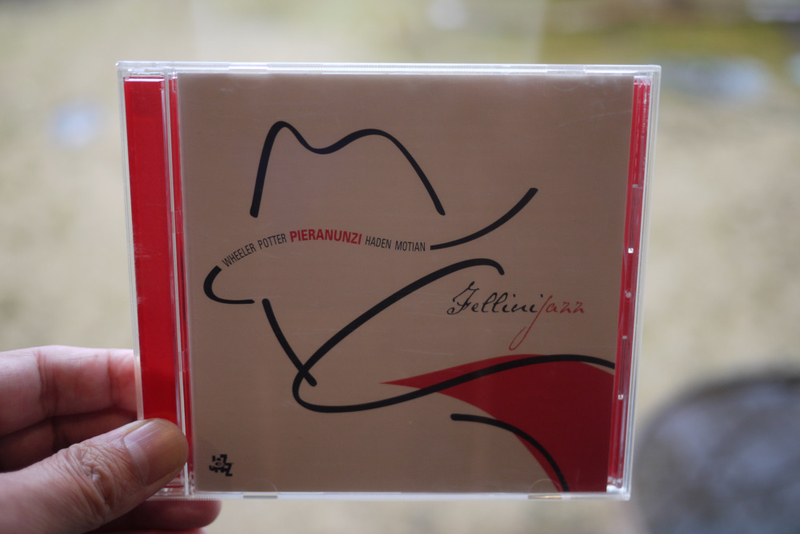 WHEELER POTTER PIERANUNZI HADEN MOTIAN
Fellini jazz